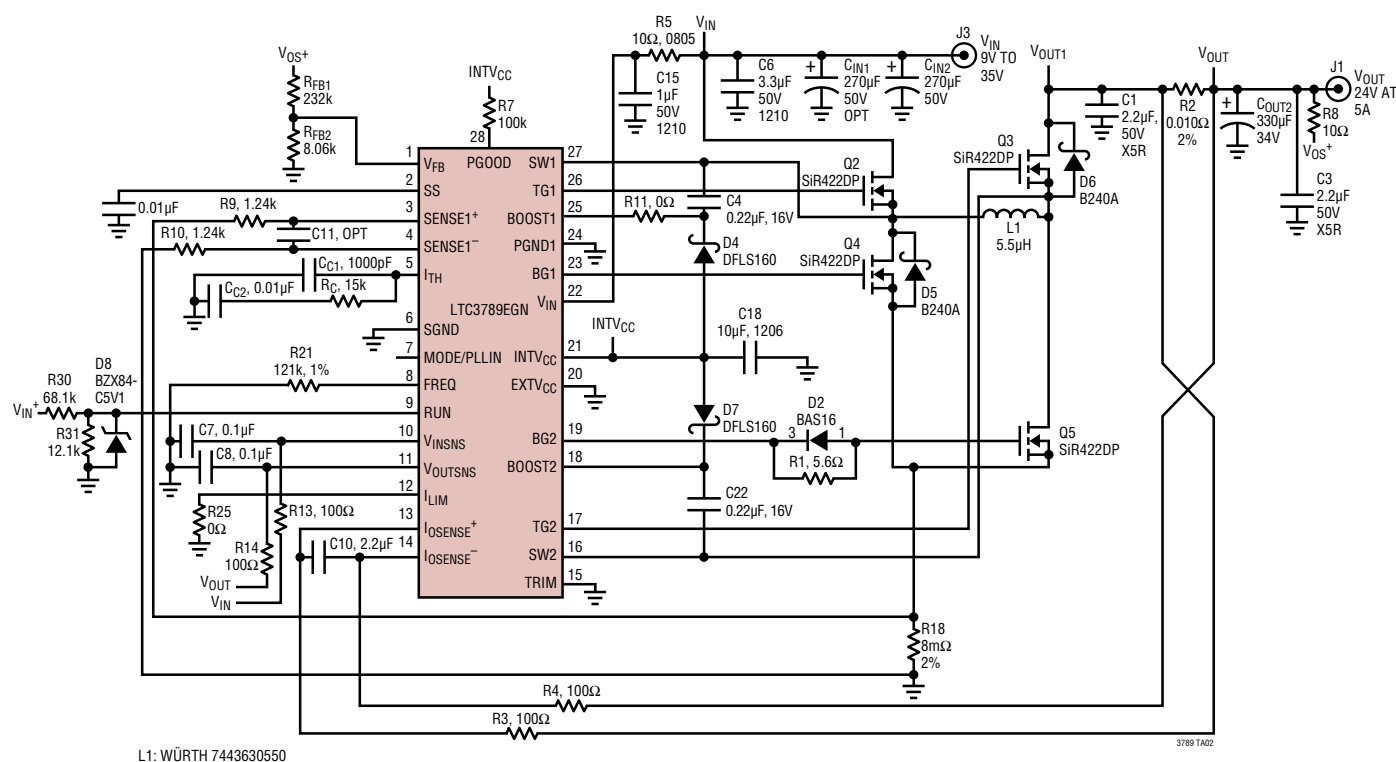 VOS+
RFB1
232k
RFB2
8.06k
INTVCC
R7
100k
R5
10Ω, 0805
VIN
C15
1µF
50V
1210
C6
3.3µF
50V
1210
+
CIN1
270µF
50V
OPT
+
CIN2
270µF
50V
J3
VIN
9V TO
35V
VOUT1
C1
2.2µF,
50V
X5R
R2
0.010Ω
2%
VOUT
+
COUT2
330µF
34V
J1
VOUT
24V AT
5A
R8
10Ω
VOS+
C3
2.2µF
50V
X5R
Q3
SiR422DP
D6
B240A
Q2
SiR422DP
Q4
SiR422DP
D5
B240A
L1
5.5µH
Q5
SiR422DP
LTC3789EGN
1
VFB
2
SS
3
SENSE1+
4
SENSE1−
5
ITH
6
SGND
7
MODE/PLLIN
8
FREQ
9
RUN
10
VINSNS
11
VOUTSNS
12
ILIM
13
IOSENSE+
14
IOSENSE−
28
PGOOD
SW1
27
TG1
26
BOOST1
25
PGND1
24
BG1
23
VIN
22
INTVCC
21
EXTVCC
20
BG2
19
BOOST2
18
TG2
17
SW2
16
TRIM
15
0.01µF
R9, 1.24k
R10, 1.24k
C11, OPT
CC1, 1000pF
CC2, 0.01µF
RC, 15k
R21
121k, 1%
D8
BZX84-
C5V1
R30
68.1k
VIN+
R31
12.1k
C7, 0.1µF
C8, 0.1µF
R25
0Ω
R13, 100Ω
R14
100Ω
VOUT
VIN
C10, 2.2µF
R11, 0Ω
C4
0.22µF, 16V
D4
DFLS160
INTVCC
C18
10µF, 1206
D7
DFLS160
D2
BAS16
3
1
R1, 5.6Ω
C22
0.22µF, 16V
R18
8mΩ
2%
R4, 100Ω
R3, 100Ω
3789 TA02
L1: WÜRTH 7443630550